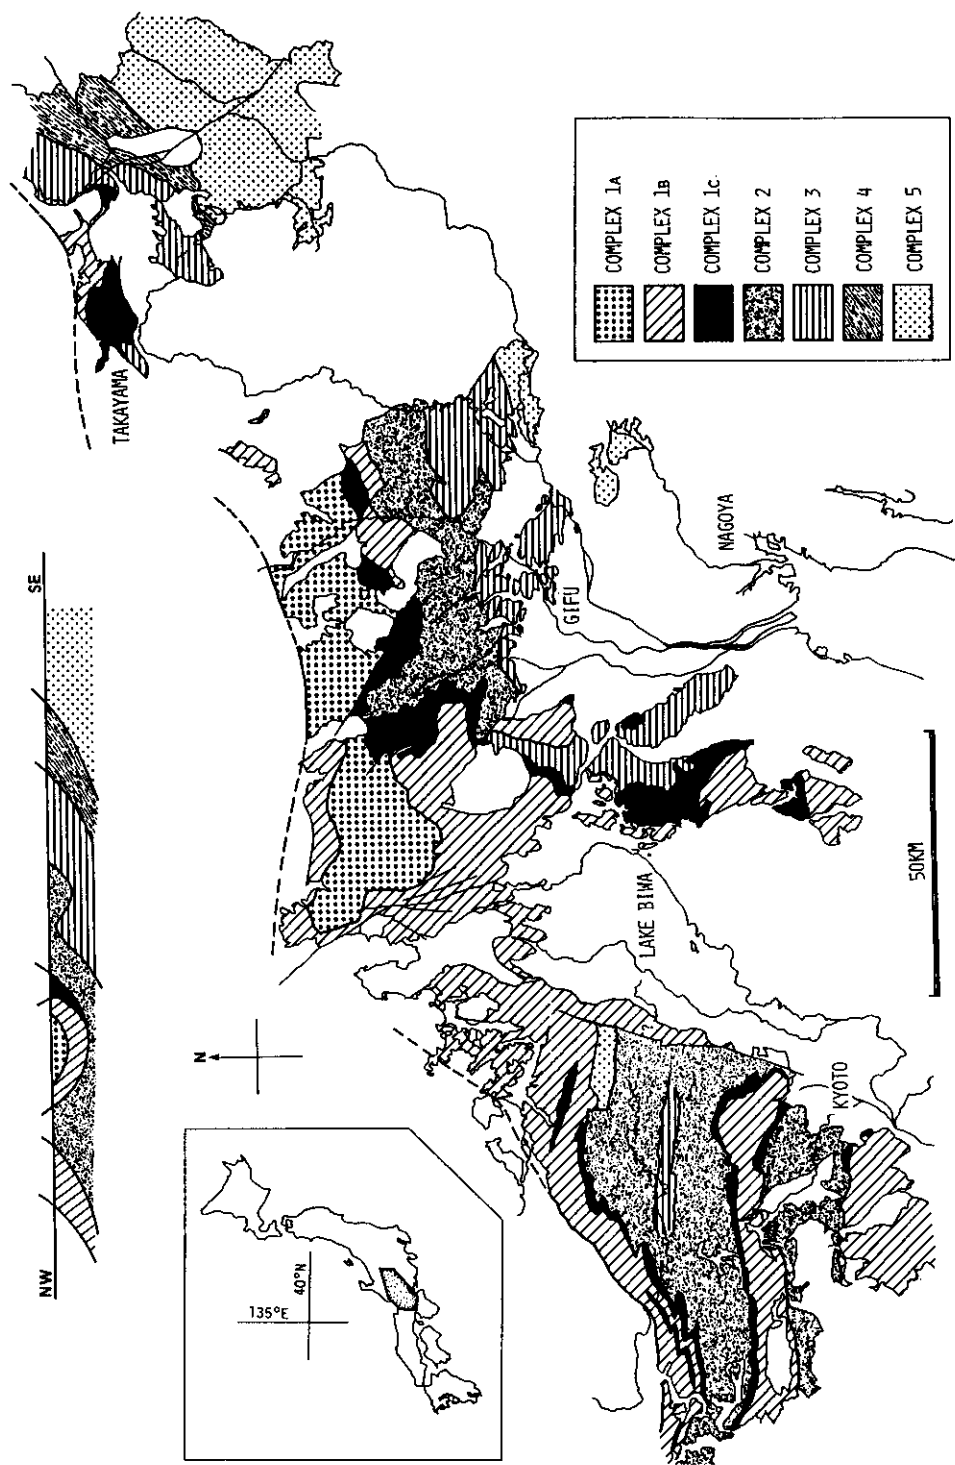 NW
SE
N
135°E
40°N
TAKAYAMA
GIFU
NAGOYA
LAKE BIWA
KYOTO
50KM
COMPLEX 1A
COMPLEX 1B
COMPLEX 1C
COMPLEX 2
COMPLEX 3
COMPLEX 4
COMPLEX 5